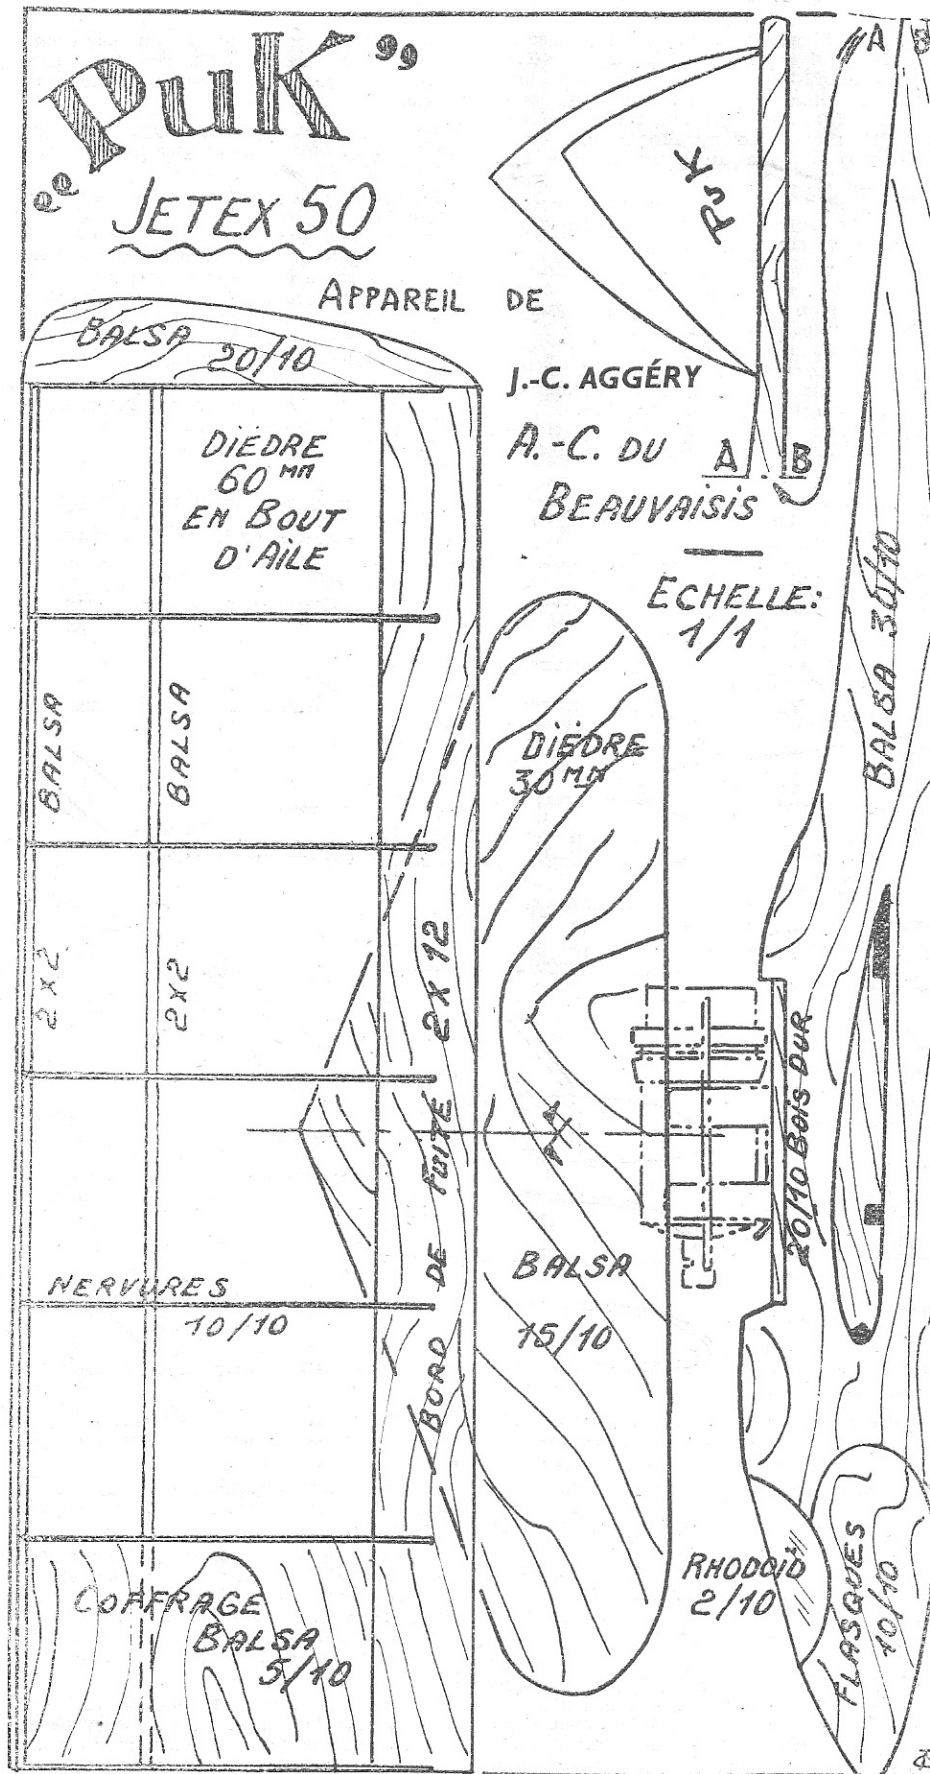 "PuK"
JETEX 50
APPAREIL DE
J.-C. AGGÉRY
A.-C. DU
BEAUVAISIS
ECHELLE:
1/1
PuK
A B
A B
BALSA
20/10
DIÈDRE
60 MM
EN BOUT
D'AILE
BALSA
2x2
BALSA
2x2
BORD DE FUITE 2X12
NERVURES
10/10
COFFRAGE
BALSA
5/10
DIÈDRE
30 MM
BALSA
15/10
20/10 BOIS DUR
BALSA 30/10
RHODOID
2/10
FLASQUES
10/10